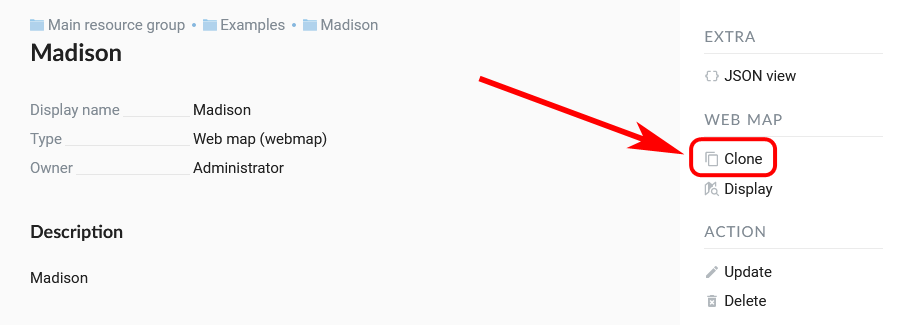 Main resource group • Examples • Madison
Madison
Display name Madison
Type Web map (webmap)
Owner Administrator
Description
Madison
EXTRA
JSON view
WEB MAP
Clone
Display
ACTION
Update
Delete